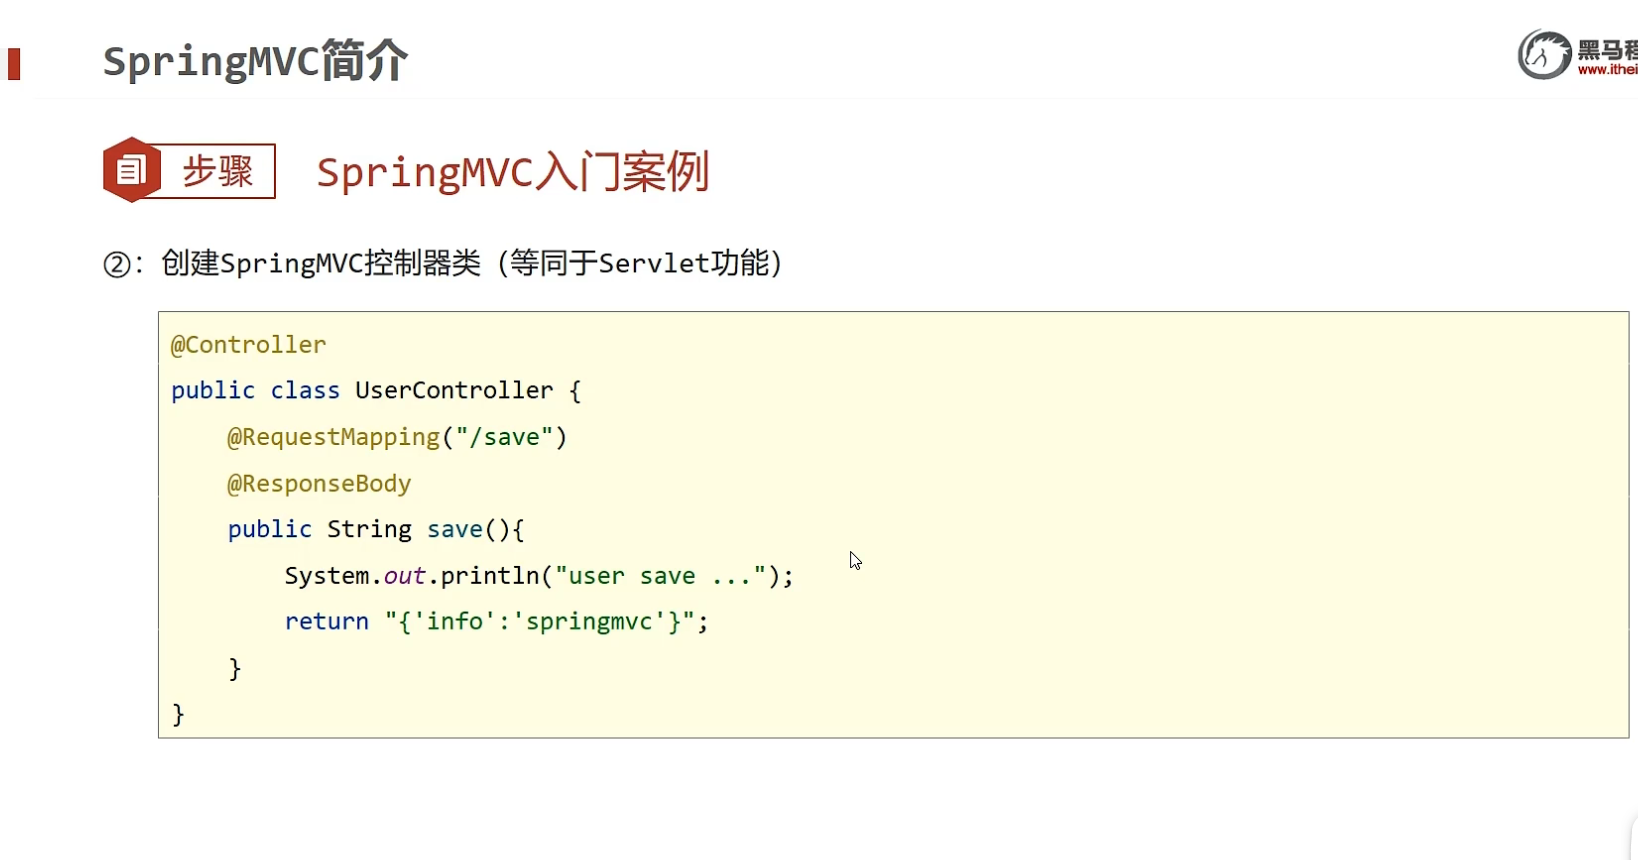 SpringMVC简介
黑马程
www.ithei
步骤
SpringMVC入门案例
②：创建SpringMVC控制器类（等同于Servlet功能）
@Controller
public class UserController {
    @RequestMapping("/save")
    @ResponseBody
    public String save(){
        System.out.println("user save ...");
        return "{'info':'springmvc'}";
    }
}